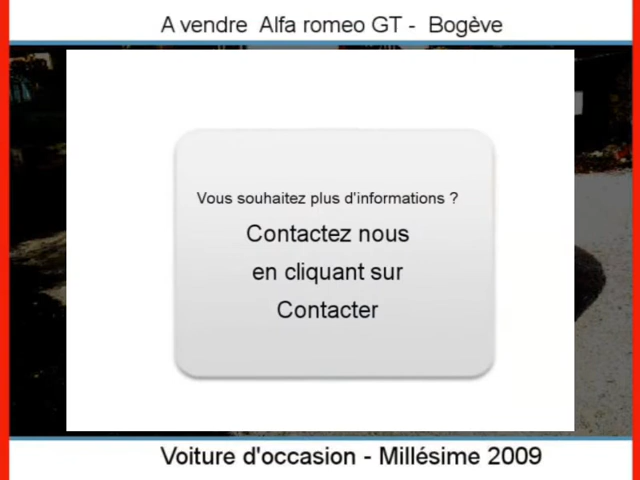 A vendre Alfa romeo GT - Bogève
Vous souhaitez plus d'informations ?
Contactez nous
en cliquant sur
Contacter
Voiture d'occasion - Millésime 2009